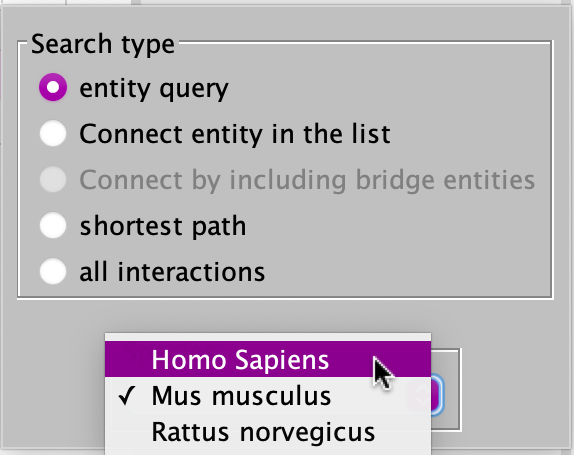 Search type
entity query
Connect entity in the list
Connect by including bridge entities
shortest path
all interactions
Homo Sapiens
✓ Mus musculus
Rattus norvegicus